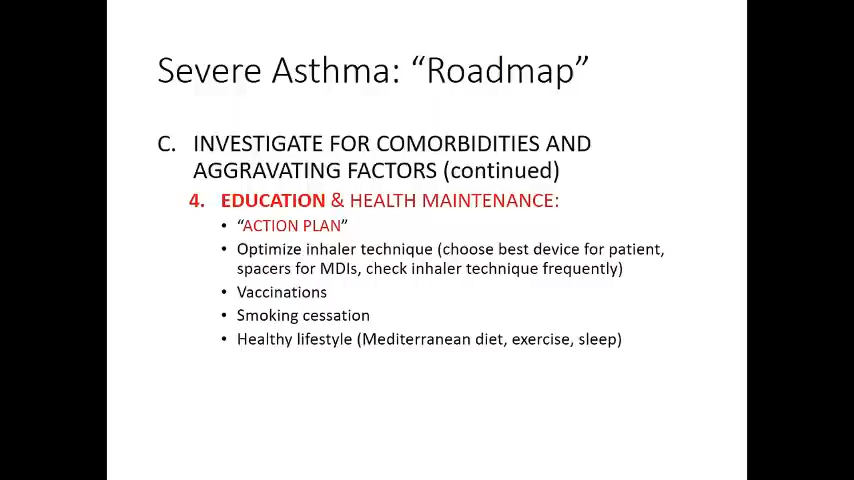 Severe Asthma: “Roadmap”
C. INVESTIGATE FOR COMORBIDITIES AND
AGGRAVATING FACTORS (continued)
4. EDUCATION & HEALTH MAINTENANCE:
• “ACTION PLAN”
• Optimize inhaler technique (choose best device for patient,
spacers for MDIs, check inhaler technique frequently)
• Vaccinations
• Smoking cessation
• Healthy lifestyle (Mediterranean diet, exercise, sleep)